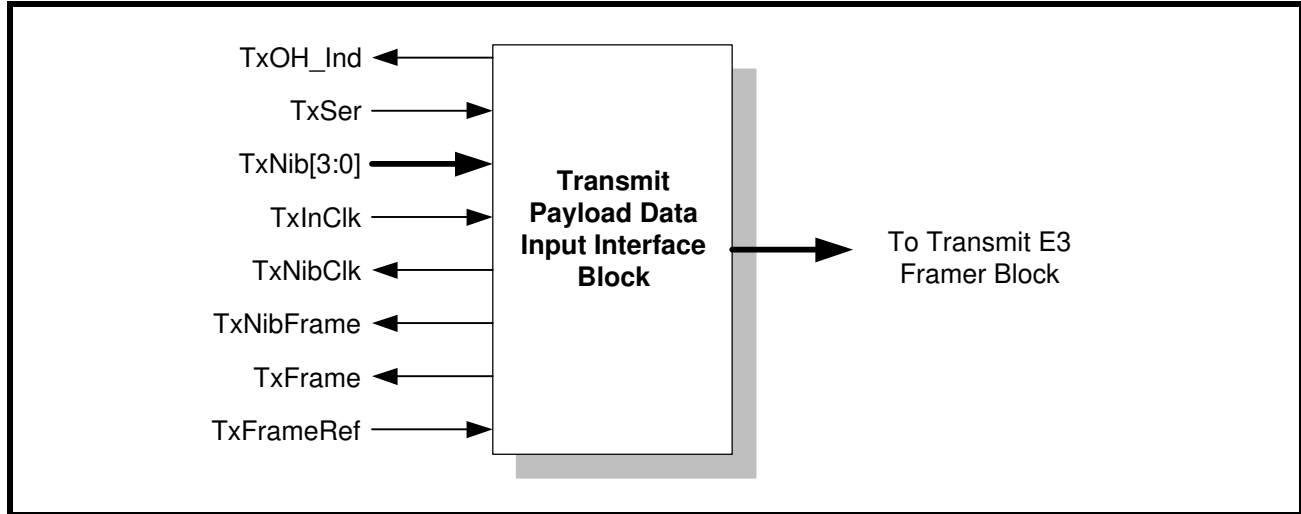 TxOH_Ind
TxSer
TxNib[3:0]
TxInClk
TxNibClk
TxNibFrame
TxFrame
TxFrameRef
Transmit
Payload Data
Input Interface
Block
To Transmit E3
Framer Block